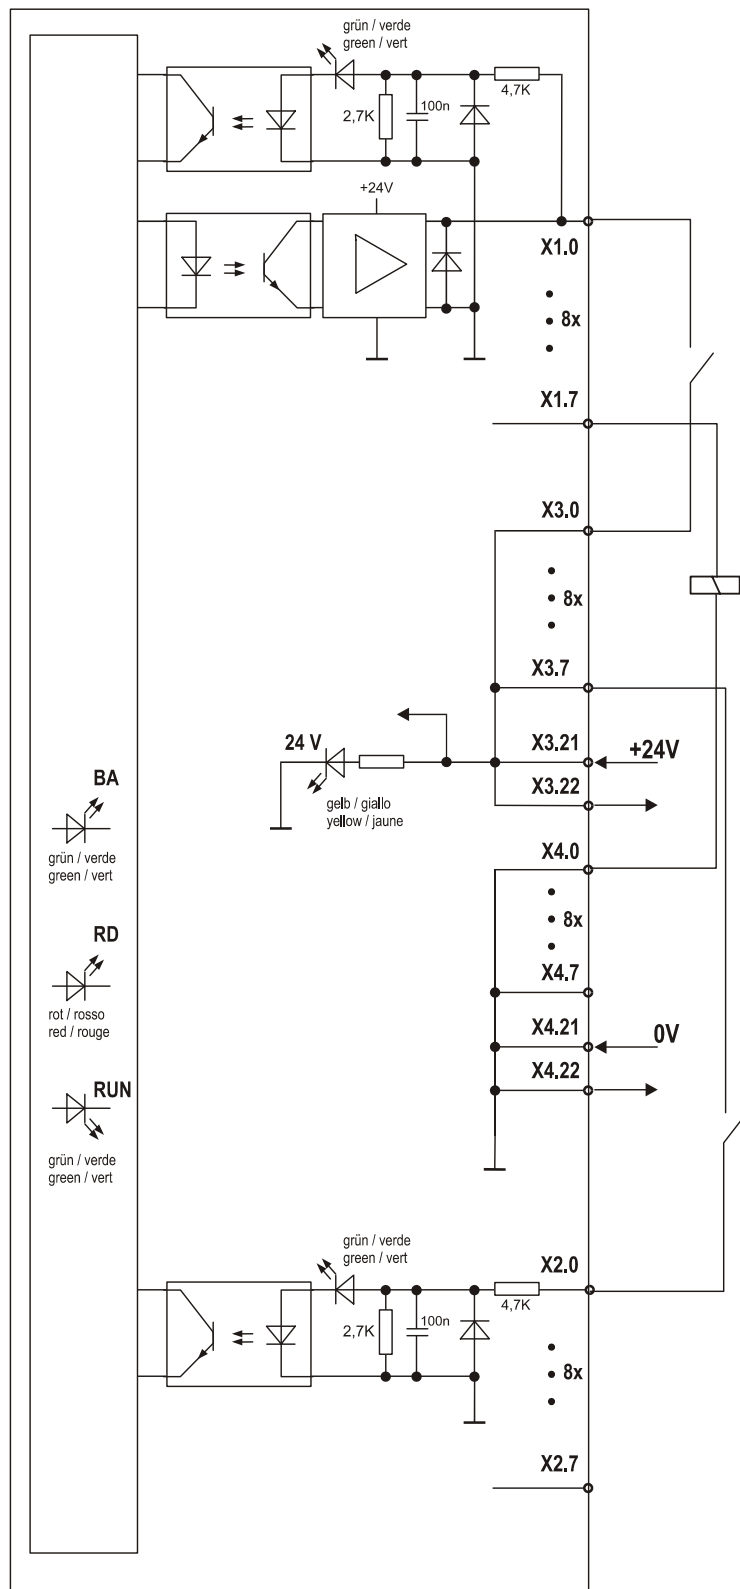 grün / verde
green / vert
4,7K
2,7K
100n
+24V
X1.0
8x
X1.7
X3.0
8x
X3.7
24 V
X3.21
+24V
X3.22
gelb / giallo
yellow / jaune
BA
grün / verde
green / vert
X4.0
8x
RD
X4.7
rot / rosso
red / rouge
X4.21
0V
X4.22
RUN
grün / verde
green / vert
grün / verde
green / vert
X2.0
4,7K
2,7K
100n
8x
X2.7